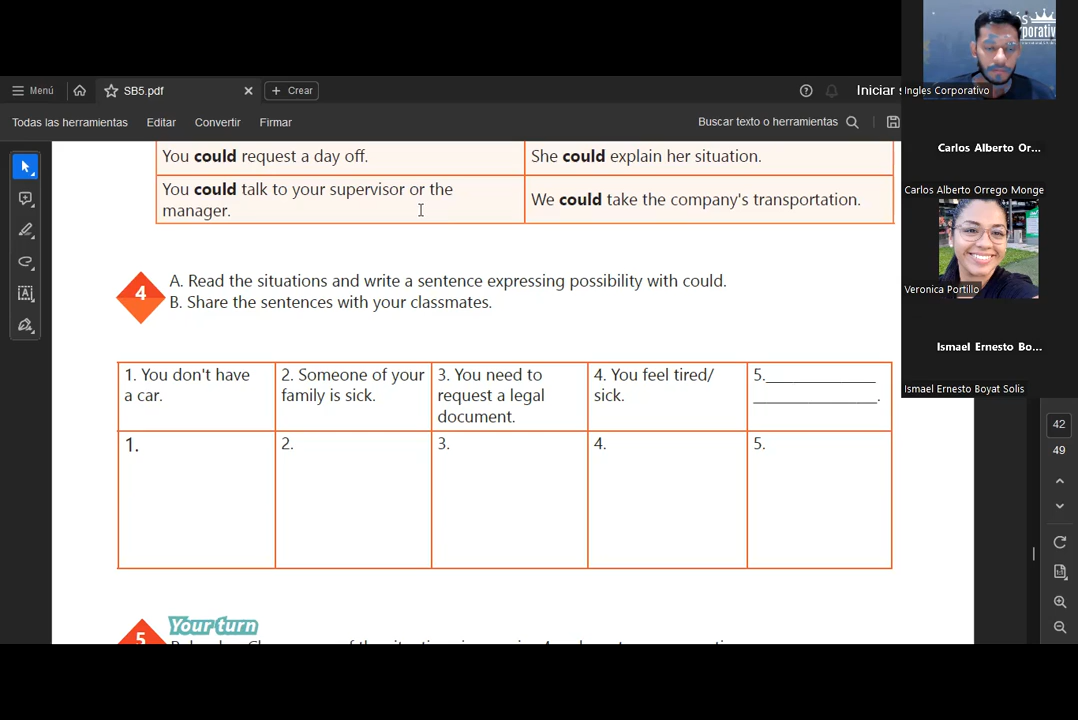 Menú
SB5.pdf
Crear
Iniciar s
Ingles Corporativo
Todas las herramientas
Editar
Convertir
Firmar
Buscar texto o herramientas
You could request a day off.
She could explain her situation.
You could talk to your supervisor or the
manager.
We could take the company's transportation.
4
A. Read the situations and write a sentence expressing possibility with could.
B. Share the sentences with your classmates.
1. You don't have
a car.
2. Someone of your
family is sick.
3. You need to
request a legal
document.
4. You feel tired/
sick.
5.______________
________________.
1.
2.
3.
4.
5.
5
Your turn
Carlos Alberto Or...
Carlos Alberto Orrego Monge
Veronica Portillo
Ismael Ernesto Bo...
Ismael Ernesto Boyat Solis
42
49